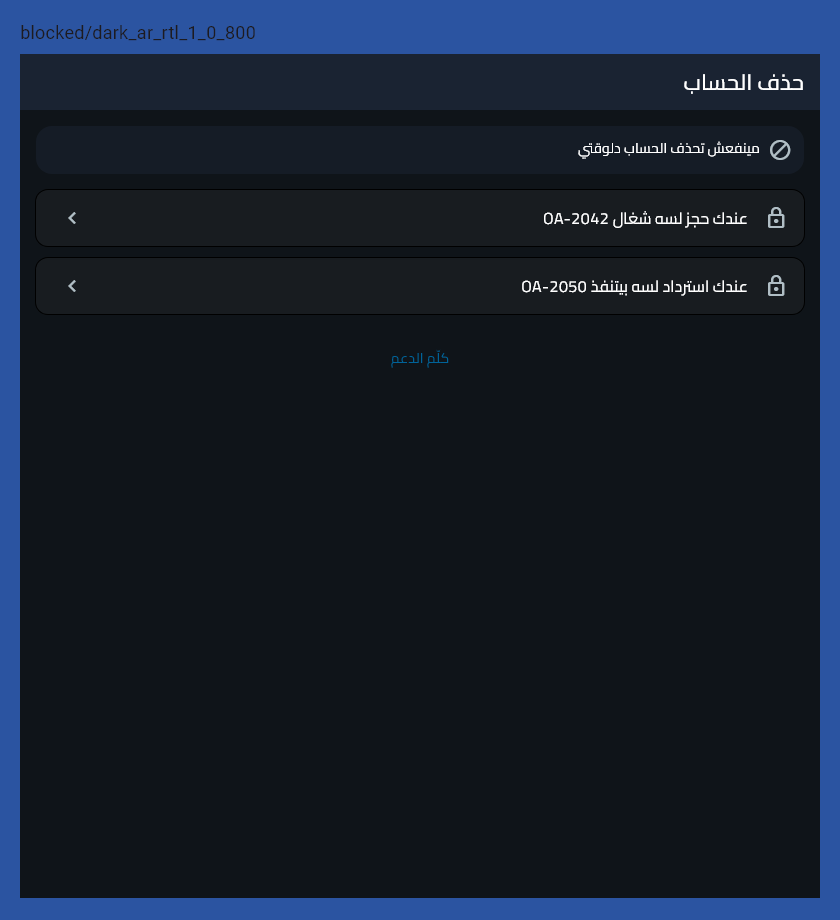 blocked/dark_ar_rtl_1_0_800
حذف الحساب
مينفعش تحذف الحساب دلوقتي
عندك حجز لسه شغال OA-2042
عندك استرداد لسه بيتنفذ OA-2050
كلّم الدعم